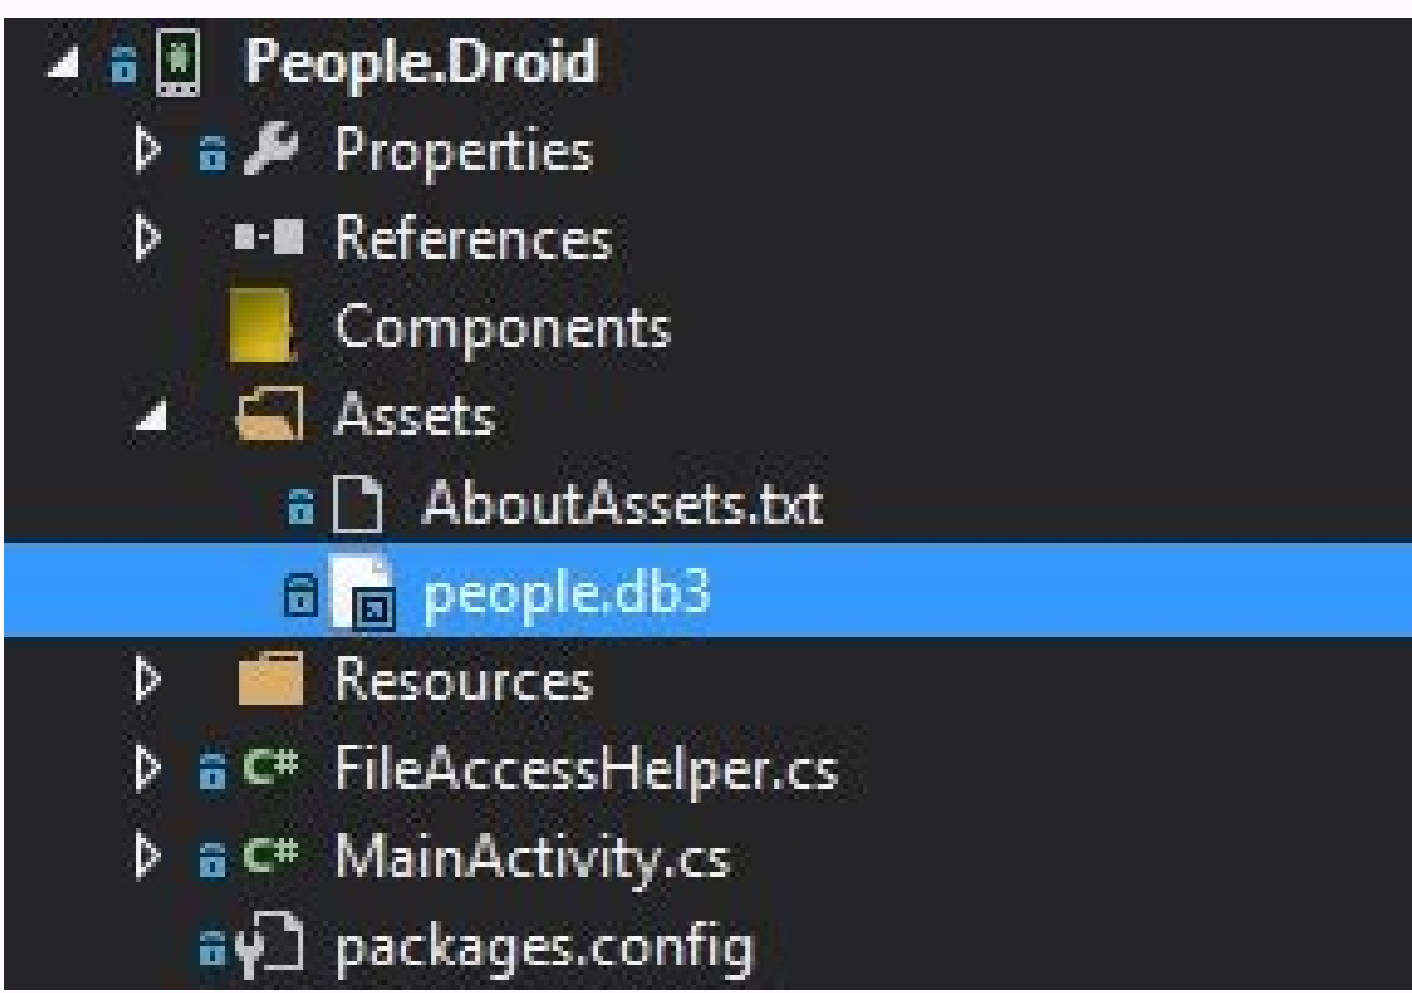 People.Droid
Properties
References
Components
Assets
AboutAssets.txt
people.db3
Resources
C# FileAccessHelper.cs
C# MainActivity.cs
packages.config